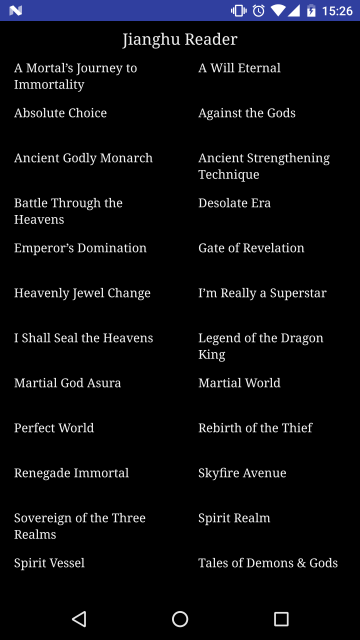 15:26
Jianghu Reader
A Mortal’s Journey to
Immortality
A Will Eternal
Absolute Choice
Against the Gods
Ancient Godly Monarch
Ancient Strengthening
Technique
Battle Through the
Heavens
Desolate Era
Emperor’s Domination
Gate of Revelation
Heavenly Jewel Change
I’m Really a Superstar
I Shall Seal the Heavens
Legend of the Dragon
King
Martial God Asura
Martial World
Perfect World
Rebirth of the Thief
Renegade Immortal
Skyfire Avenue
Sovereign of the Three
Realms
Spirit Realm
Spirit Vessel
Tales of Demons & Gods